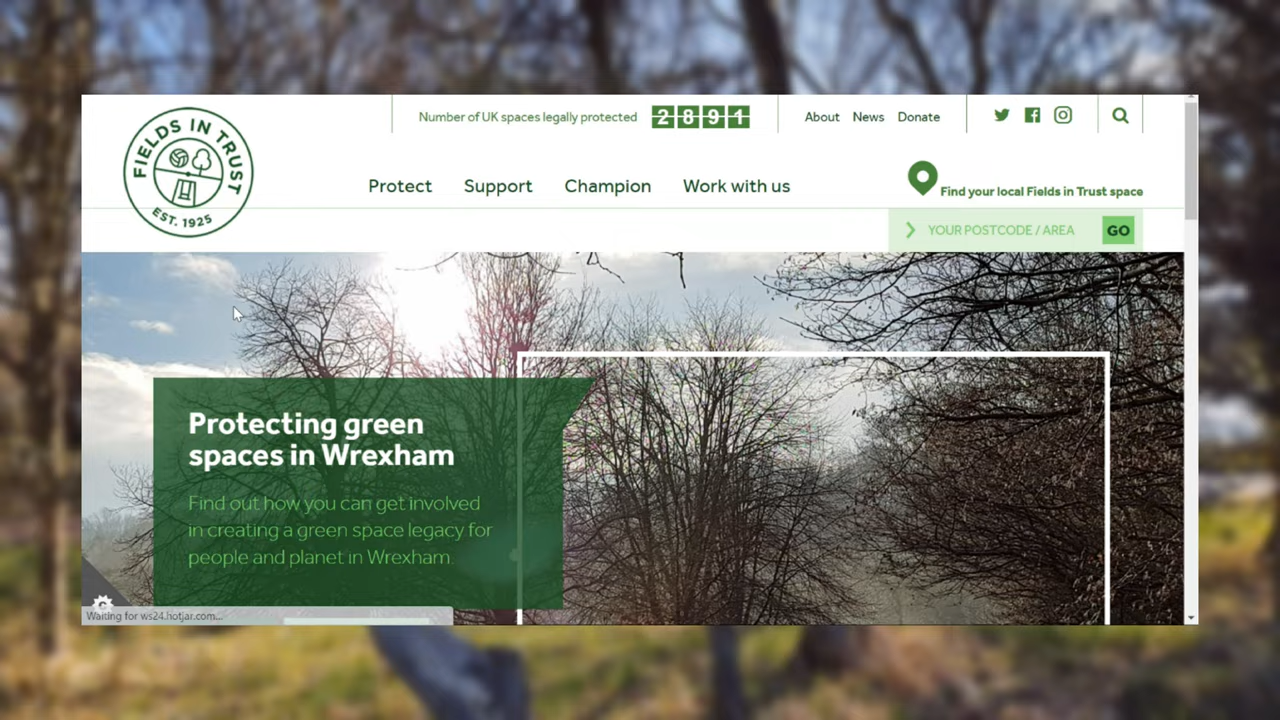 FIELDS IN TRUST
EST. 1925
Number of UK spaces legally protected 2891
About News Donate
Protect Support Champion Work with us
Find your local Fields in Trust space
YOUR POSTCODE / AREA GO
Protecting green
spaces in Wrexham
Find out how you can get involved
in creating a green space legacy for
people and planet in Wrexham.
Waiting for ws24.hotjar.com...